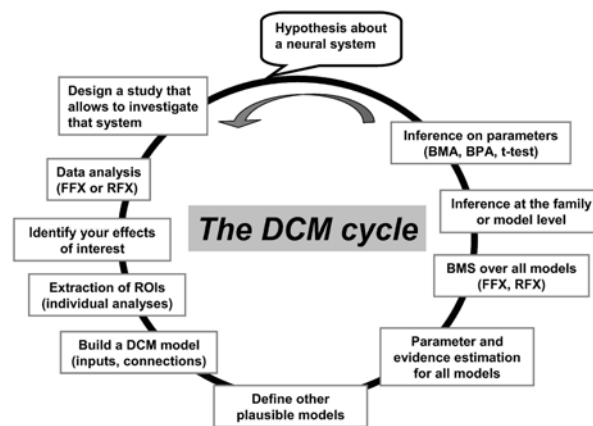 Hypothesis about
a neural system
Design a study that
allows to investigate
that system
Data analysis
(FFX or RFX)
Identify your effects
of interest
Extraction of ROIs
(individual analyses)
Build a DCM model
(inputs, connections)
Define other
plausible models
Parameter and
evidence estimation
for all models
BMS over all models
(FFX, RFX)
Inference at the family
or model level
Inference on parameters
(BMA, BPA, t-test)
The DCM cycle